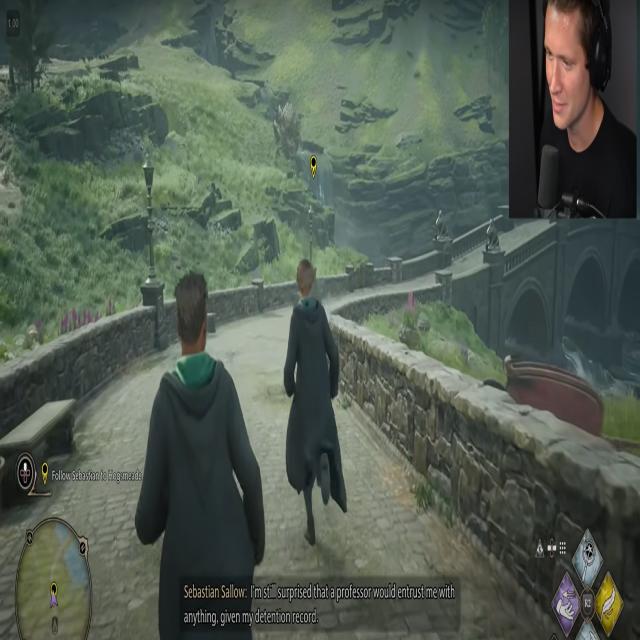 Follow Sebastian to Hogsmeade
Sebastian Sallow: I'm still surprised that a professor would entrust me with
anything, given my detention record.